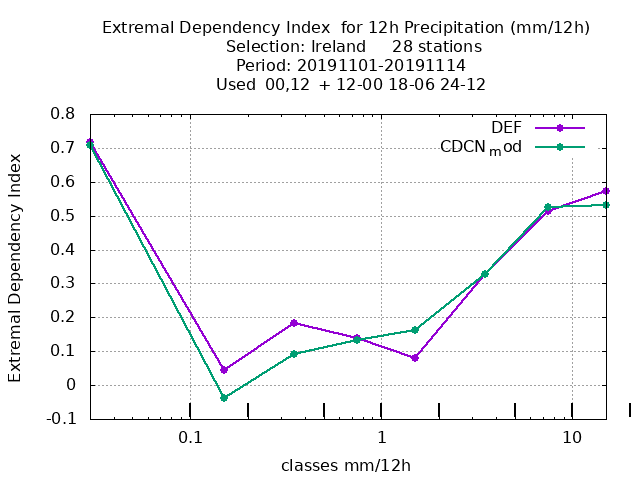 Extremal Dependency Index  for 12h Precipitation (mm/12h)
Selection: Ireland     28 stations
Period: 20191101-20191114
Used  00,12  + 12-00 18-06 24-12
DEF
CDCNmod
Extremal Dependency Index
0.8
0.7
0.6
0.5
0.4
0.3
0.2
0.1
0
-0.1
0.1
1
10
classes mm/12h